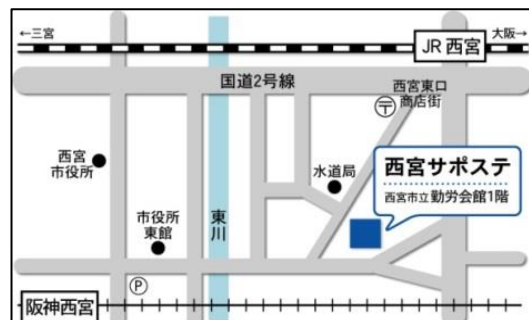 ←三宮
大阪→
JR 西宮
国道2号線
西宮東口
商店街
〒
西宮
市役所
水道局
西宮サポステ
西宮市立 勤労会館1階
市役所
東館
東川
P
阪神西宮